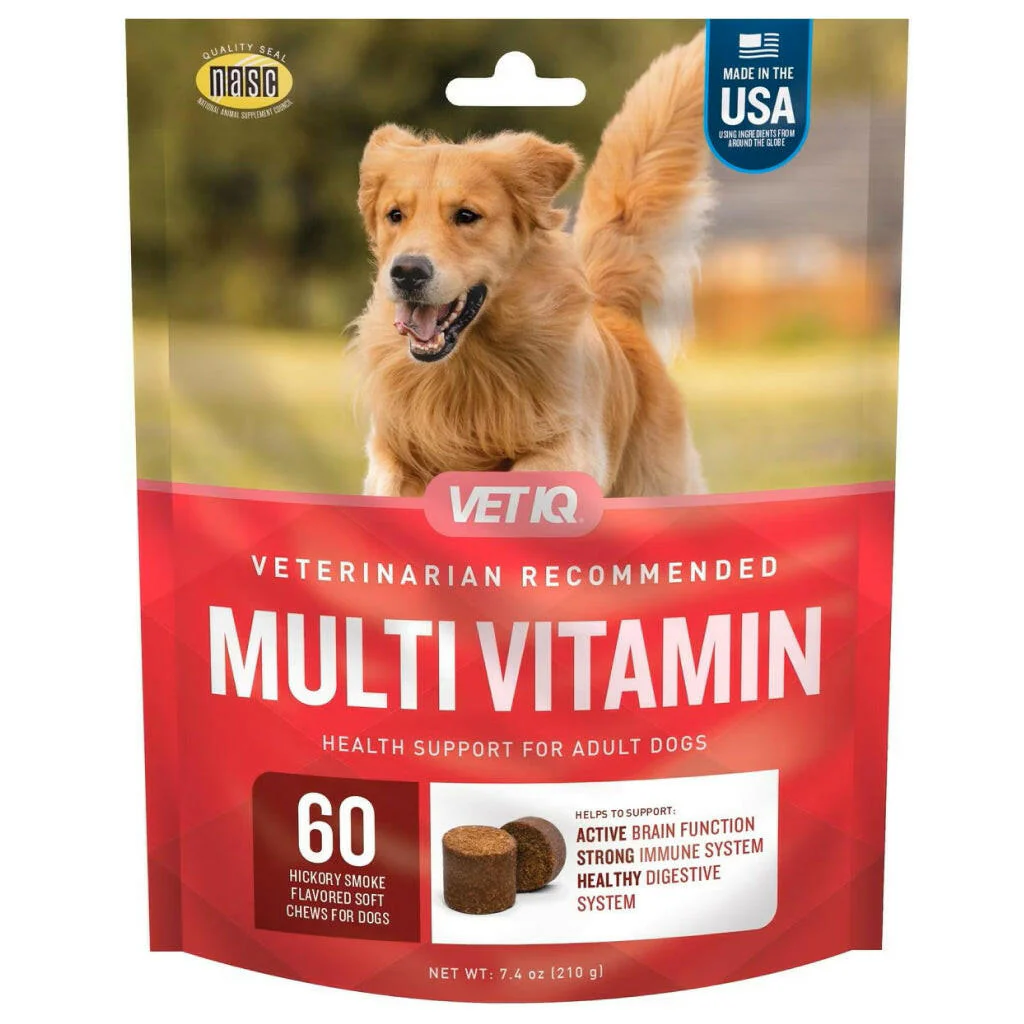 QUALITY SEAL
nasc
NATIONAL ANIMAL SUPPLEMENT COUNCIL
MADE IN THE
USA
USING INGREDIENTS FROM
AROUND THE GLOBE
VET IQ®
VETERINARIAN RECOMMENDED
MULTI VITAMIN
HEALTH SUPPORT FOR ADULT DOGS
60
HICKORY SMOKE
FLAVORED SOFT
CHEWS FOR DOGS
HELPS TO SUPPORT:
ACTIVE BRAIN FUNCTION
STRONG IMMUNE SYSTEM
HEALTHY DIGESTIVE
SYSTEM
NET WT: 7.4 oz (210 g)